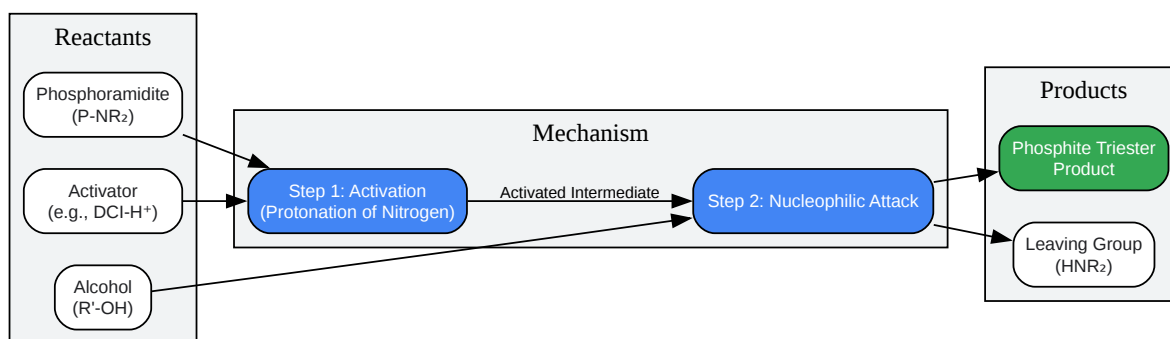 Reactants
Phosphoramidite
(P-NR₂)
Activator
(e.g., DCI-H⁺)
Alcohol
(R'-OH)
Mechanism
Step 1: Activation
(Protonation of Nitrogen)
Activated Intermediate
Step 2: Nucleophilic Attack
Products
Phosphite Triester
Product
Leaving Group
(HNR₂)